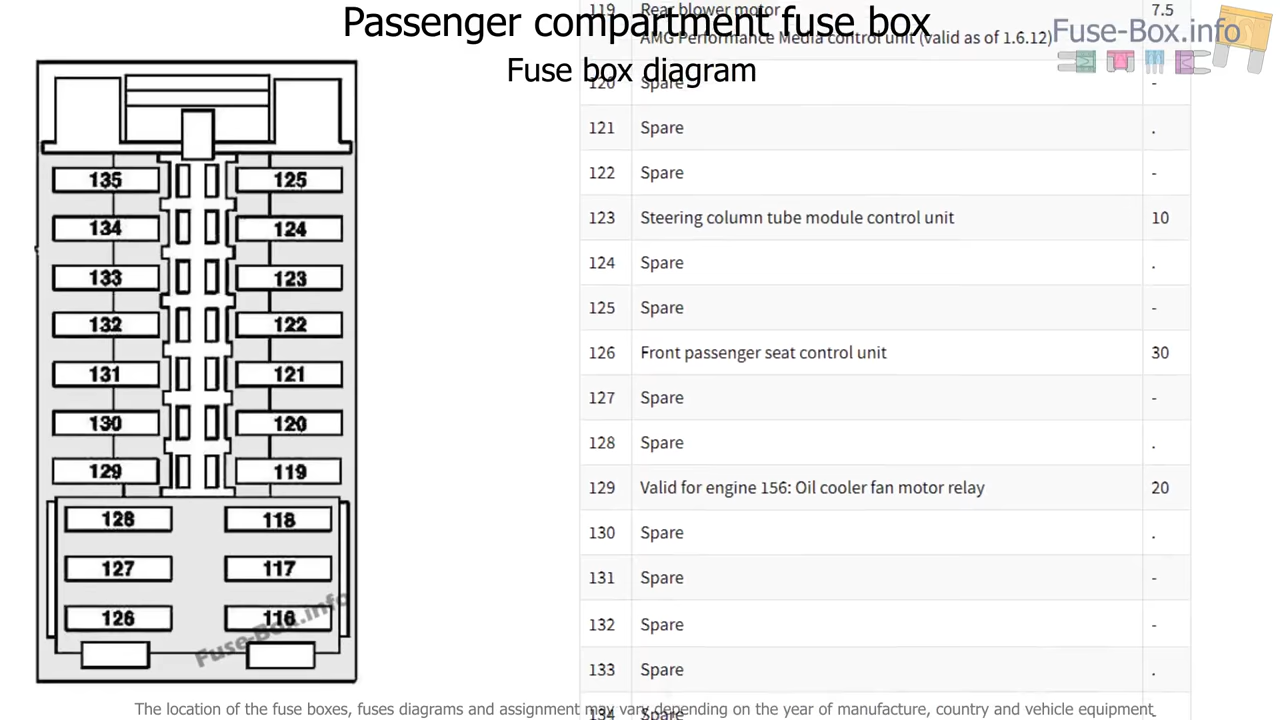 Passenger compartment fuse box
Fuse box diagram
Fuse-Box.info
119 Rear blower motor 7.5
AMG Performance Media control unit (valid as of 1.6.12)
120 Spare -
121 Spare .
122 Spare -
123 Steering column tube module control unit 10
124 Spare .
125 Spare -
126 Front passenger seat control unit 30
127 Spare -
128 Spare .
129 Valid for engine 156: Oil cooler fan motor relay 20
130 Spare .
131 Spare -
132 Spare -
133 Spare .
134 Spare
135 125
134 124
133 123
132 122
131 121
130 120
129 119
128 118
127 117
126 116
Fuse-Box.info
The location of the fuse boxes, fuses diagrams and assignment may vary depending on the year of manufacture, country and vehicle equipment.